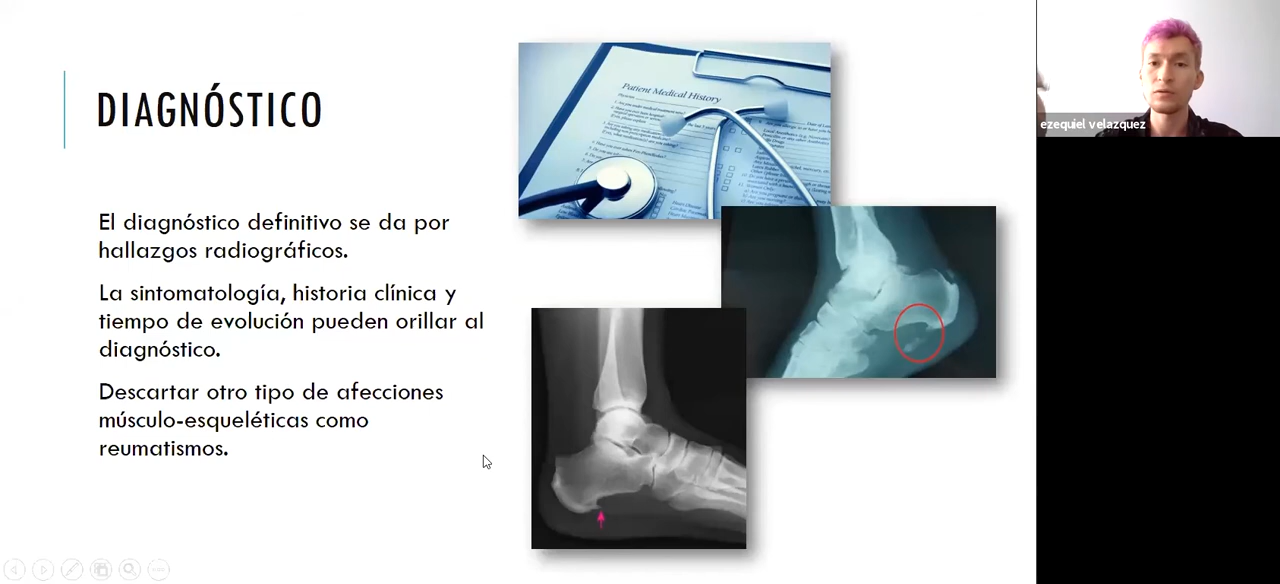 DIAGNÓSTICO
El diagnóstico definitivo se da por
hallazgos radiográficos.
La sintomatología, historia clínica y
tiempo de evolución pueden orillar al
diagnóstico.
Descartar otro tipo de afecciones
músculo-esqueléticas como
reumatismos.
Patient Medical History
ezequiel velazquez